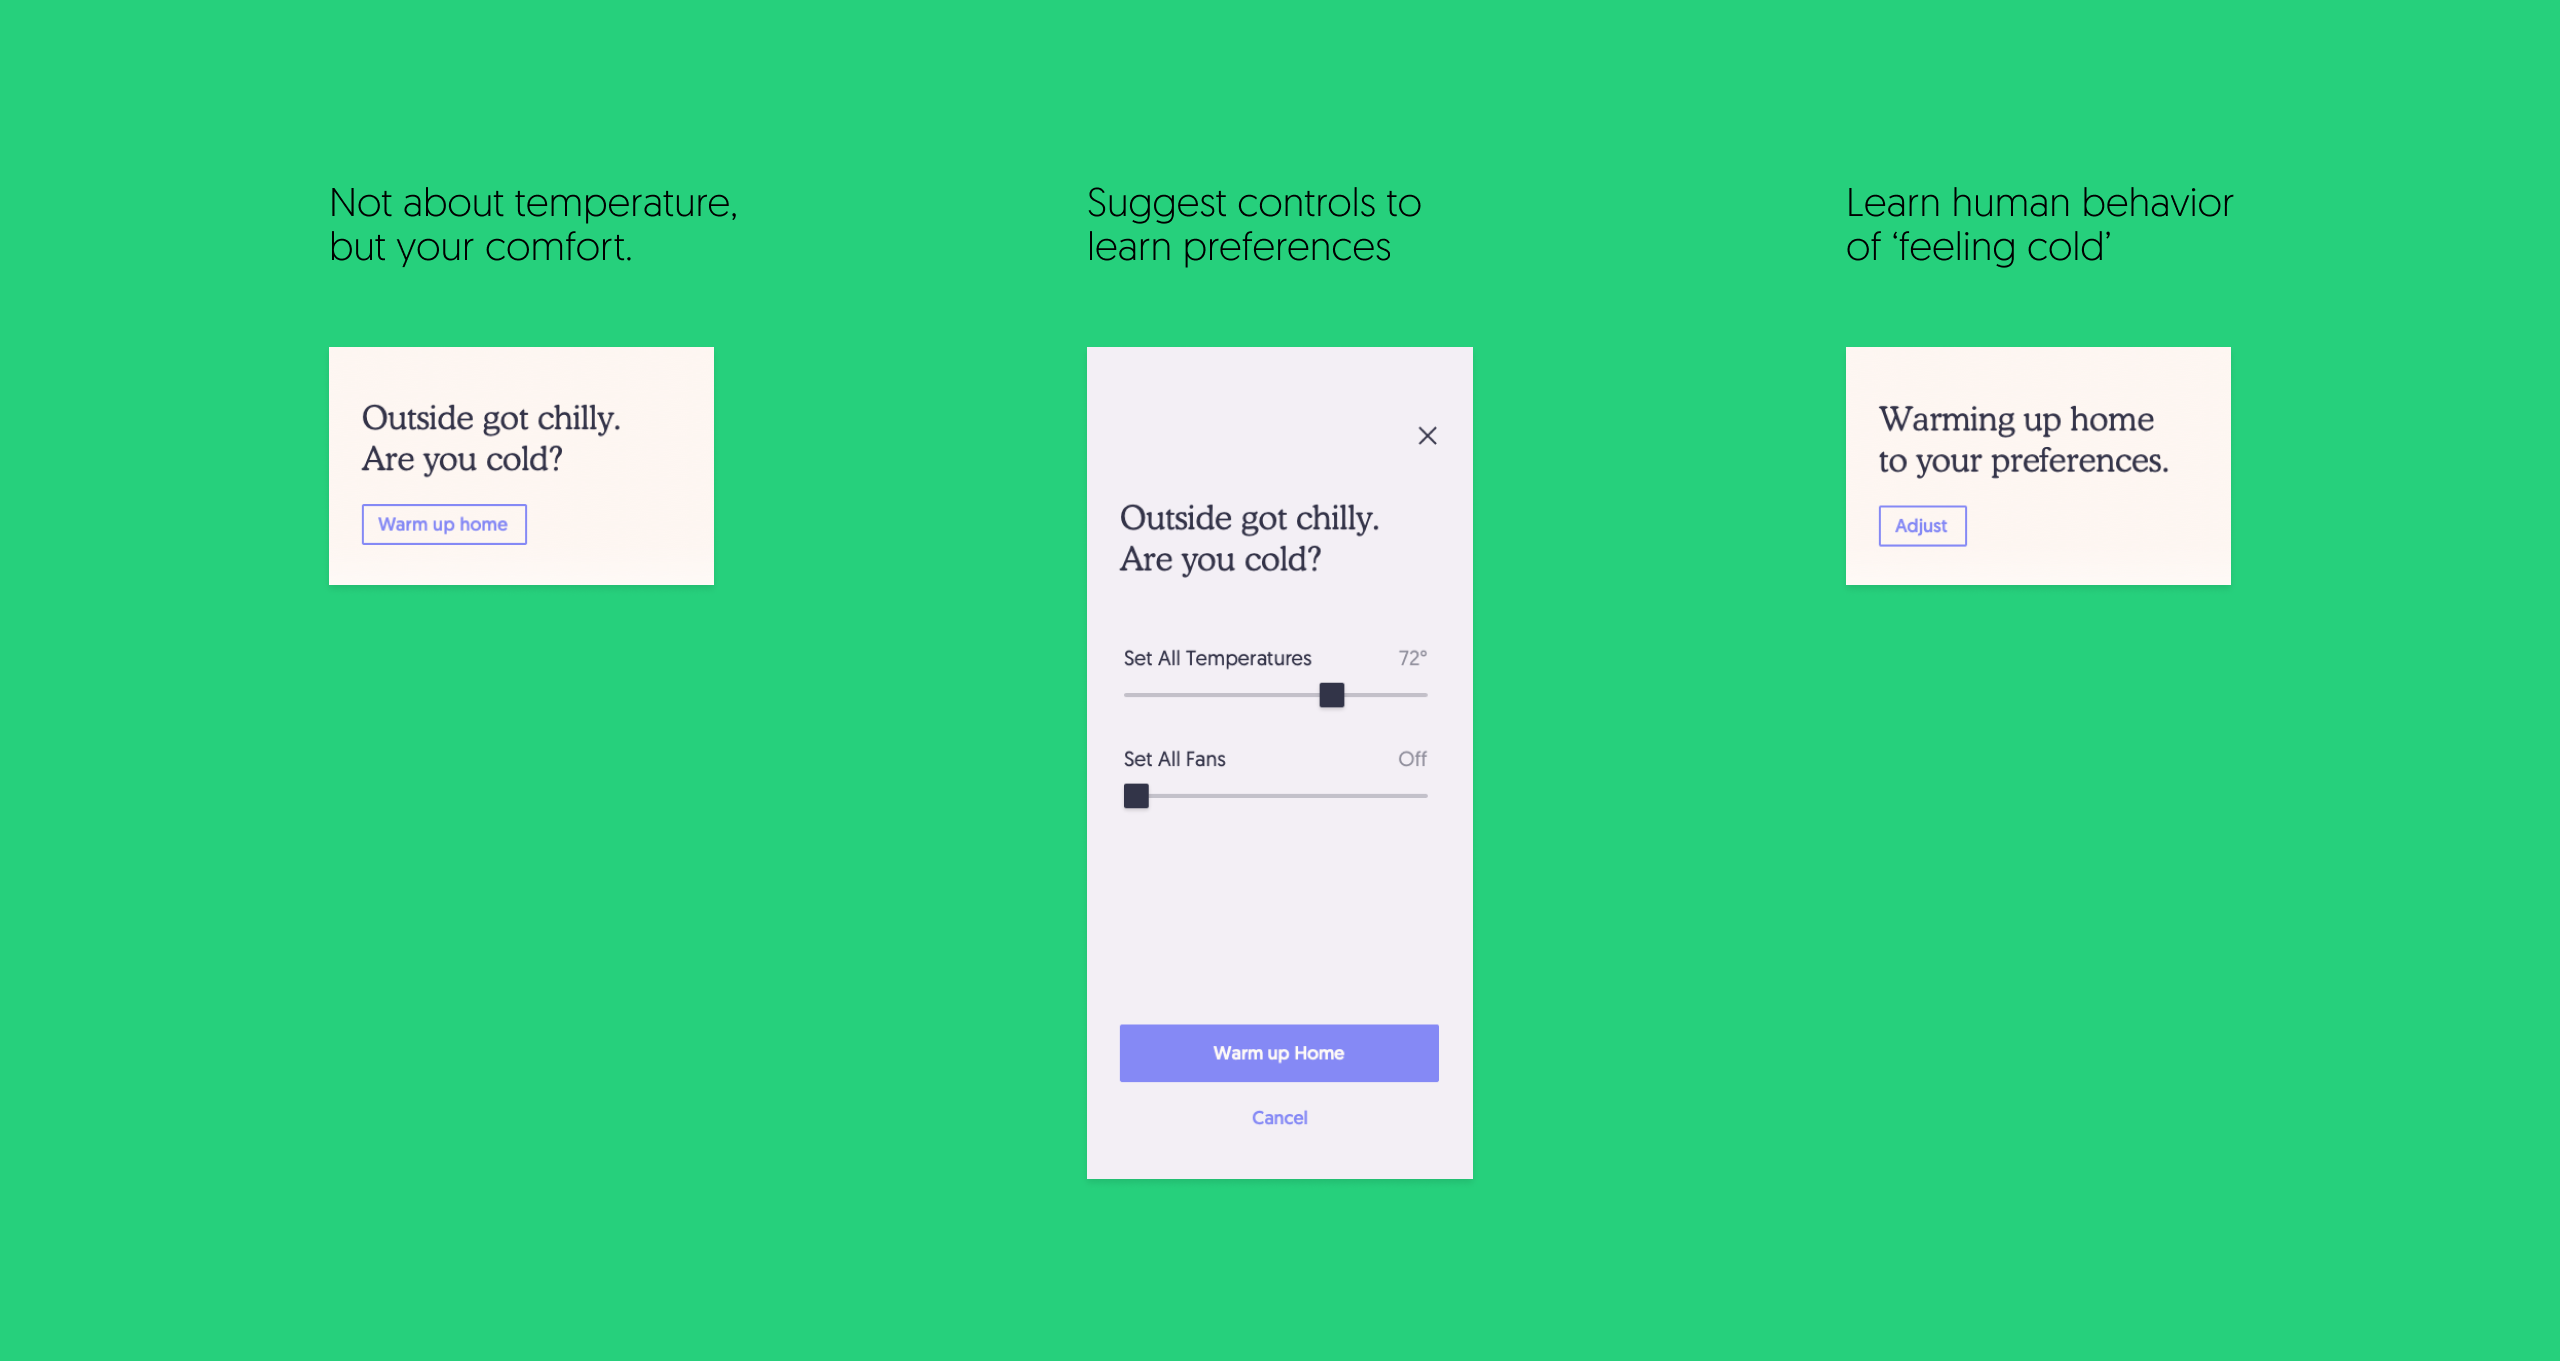 Not about temperature,
but your comfort.
Outside got chilly.
Are you cold?
Warm up home
Suggest controls to
learn preferences
Outside got chilly.
Are you cold?
Set All Temperatures 72°
Set All Fans Off
Warm up Home
Cancel
Learn human behavior
of ‘feeling cold’
Warming up home
to your preferences.
Adjust